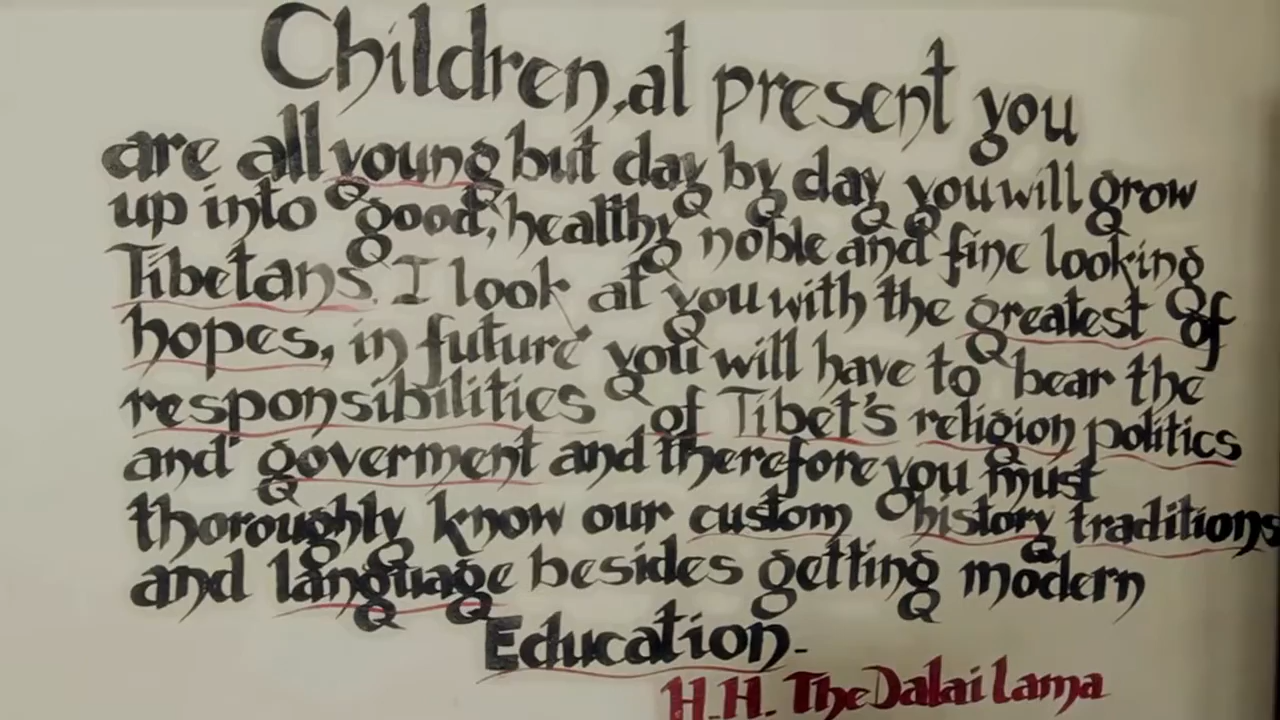 Children, at present you
are all young but day by day you will grow
up into good, healthy noble and fine looking
Tibetans. I look at you with the greatest of
hopes, in future you will have to bear the
responsibilities of Tibet's religion politics
and goverment and therefore you must
thoroughly know our custom history traditions
and language besides getting modern
Education-
H.H. The Dalai Lama